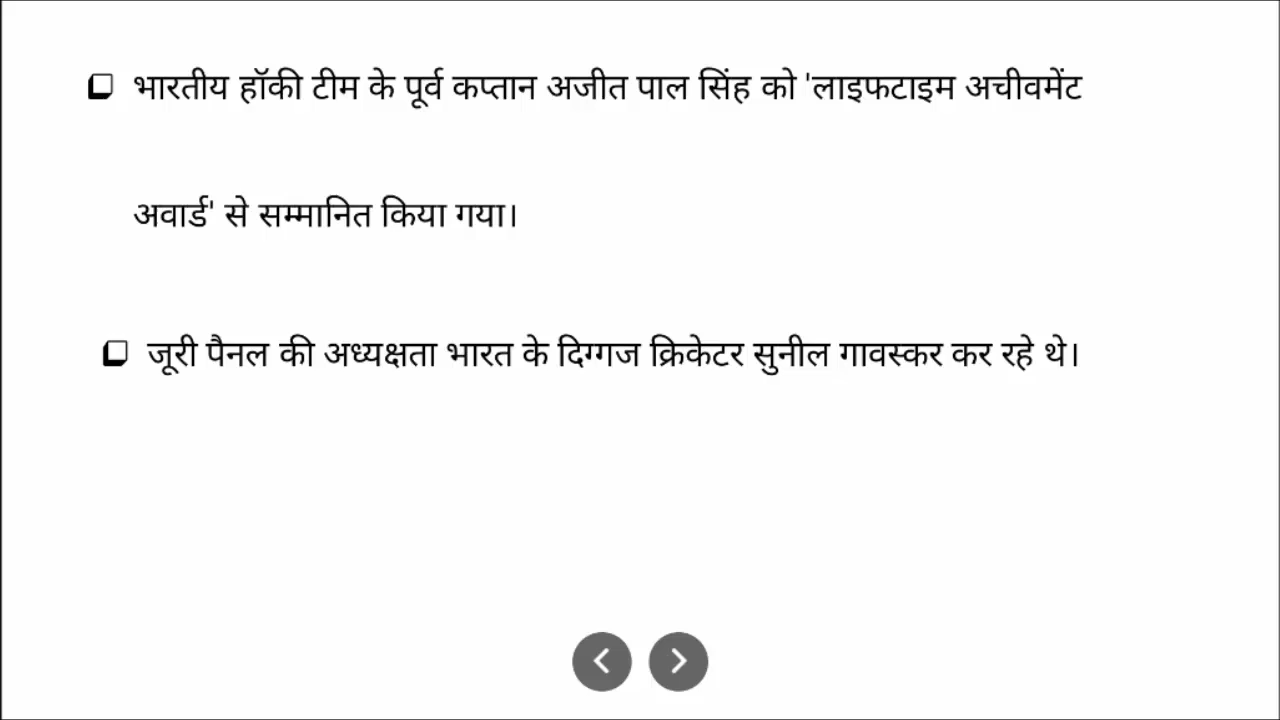 भारतीय हॉकी टीम के पूर्व कप्तान अजीत पाल सिंह को 'लाइफटाइम अचीवमेंट
अवार्ड' से सम्मानित किया गया।
जूरी पैनल की अध्यक्षता भारत के दिग्गज क्रिकेटर सुनील गावस्कर कर रहे थे।